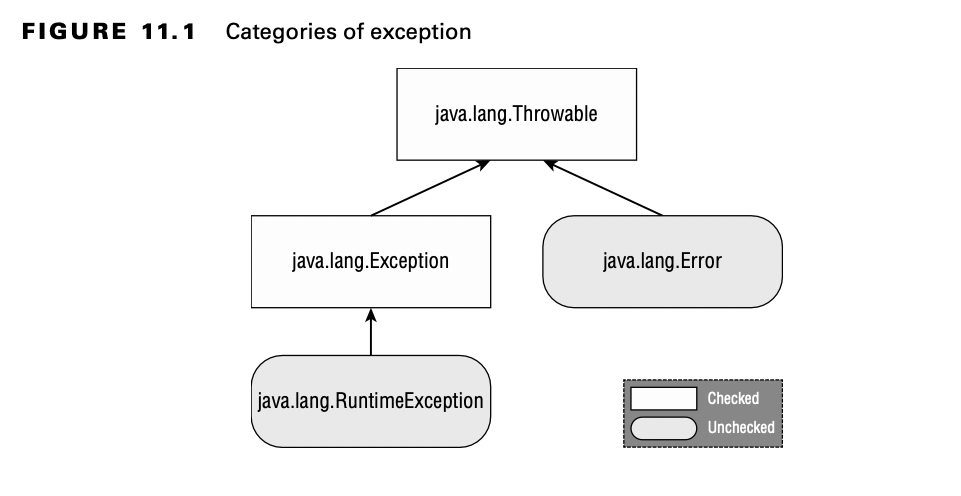 FIGURE 11.1 Categories of exception
java.lang.Throwable
java.lang.Exception
java.lang.Error
java.lang.RuntimeException
Checked
Unchecked